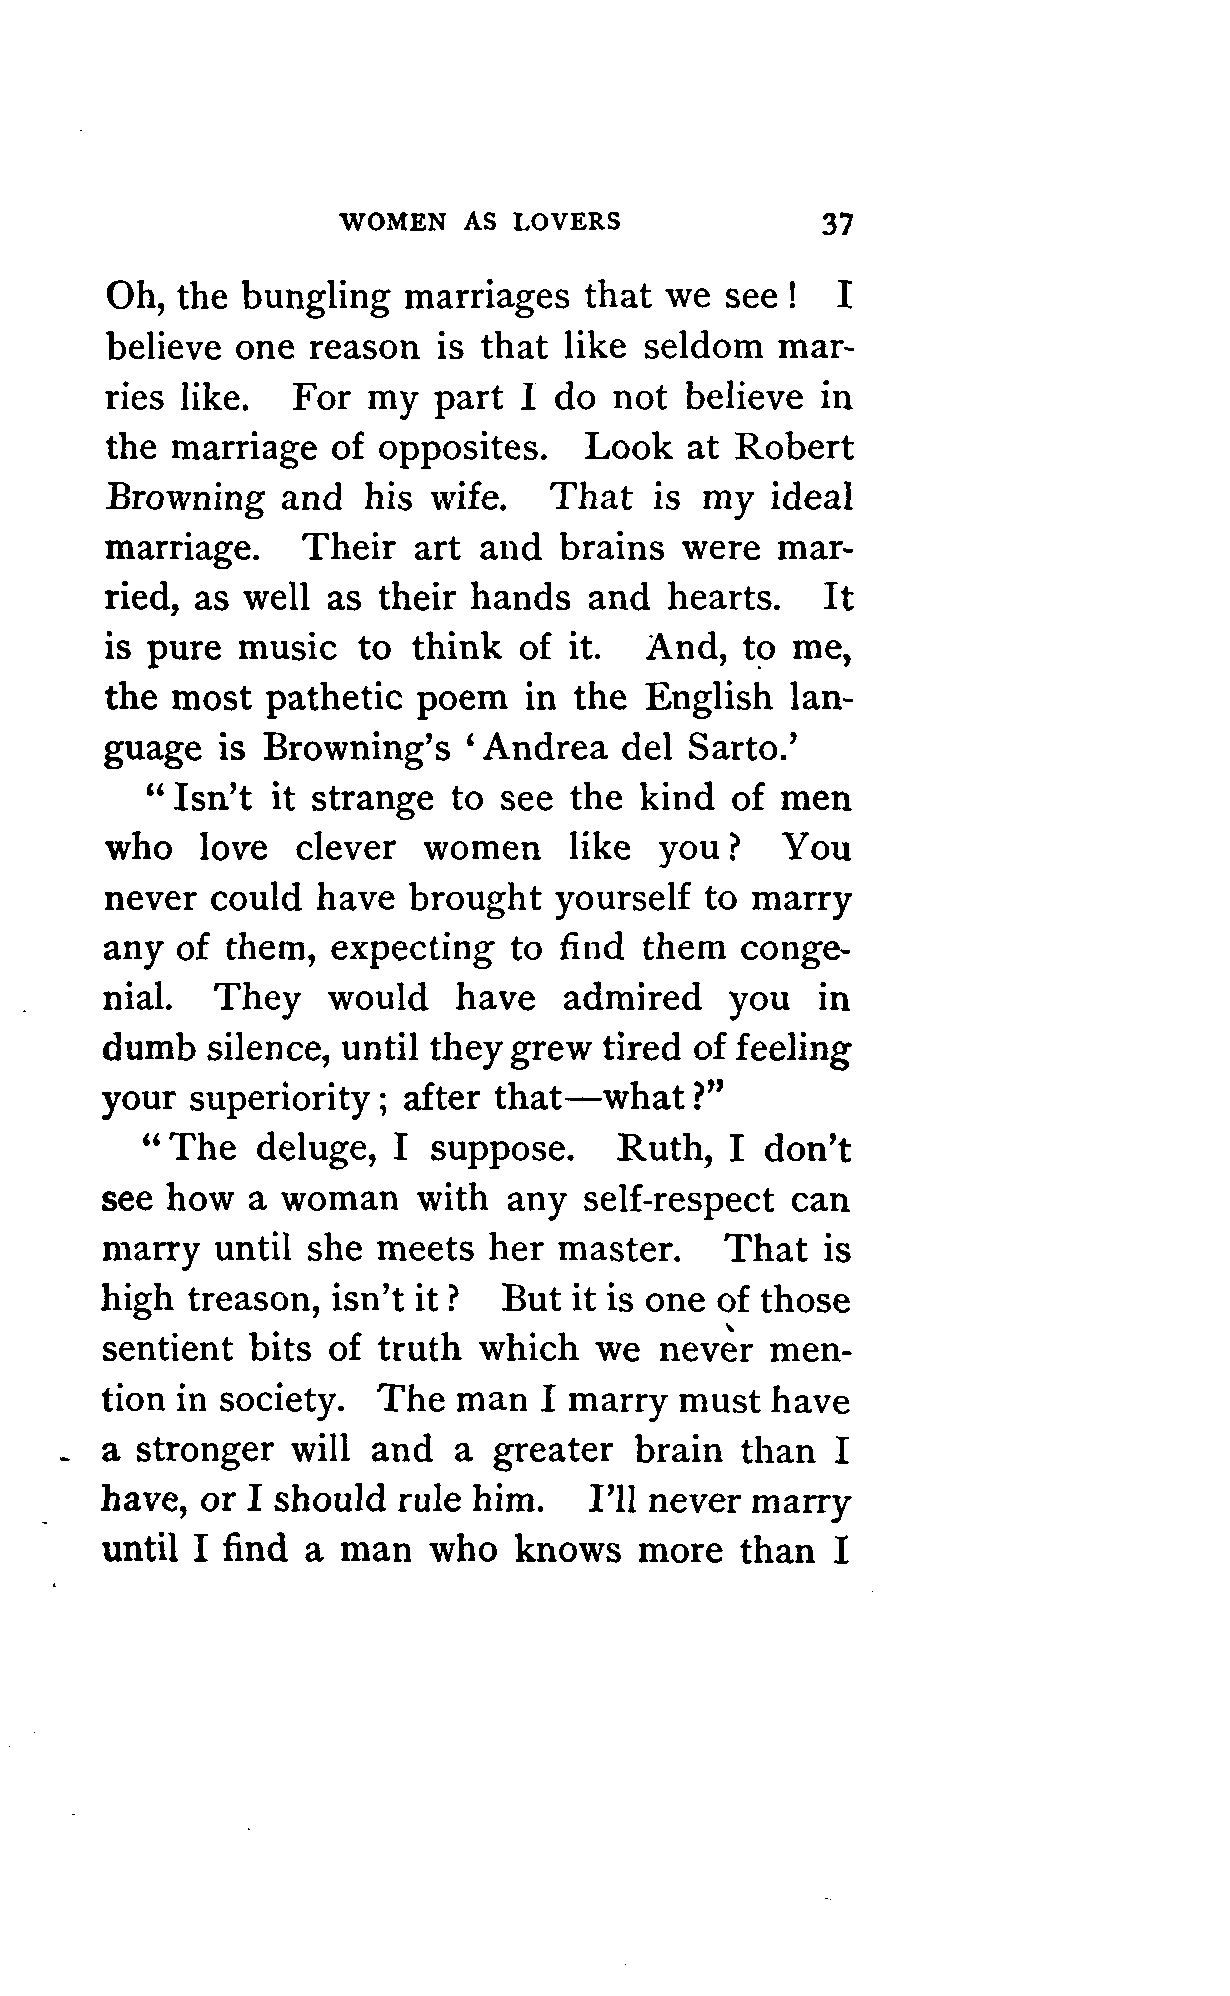 WOMEN AS LOVERS 37
Oh, the bungling marriages that we see! I
believe one reason is that like seldom mar-
ries like. For my part I do not believe in
the marriage of opposites. Look at Robert
Browning and his wife. That is my ideal
marriage. Their art and brains were mar-
ried, as well as their hands and hearts. It
is pure music to think of it. And, to me,
the most pathetic poem in the English lan-
guage is Browning's ‘Andrea del Sarto.’
“Isn't it strange to see the kind of men
who love clever women like you? You
never could have brought yourself to marry
any of them, expecting to find them conge-
nial. They would have admired you in
dumb silence, until they grew tired of feeling
your superiority; after that—what?”
“The deluge, I suppose. Ruth, I don't
see how a woman with any self-respect can
marry until she meets her master. That is
high treason, isn't it? But it is one of those
sentient bits of truth which we never men-
tion in society. The man I marry must have
a stronger will and a greater brain than I
have, or I should rule him. I'll never marry
until I find a man who knows more than I